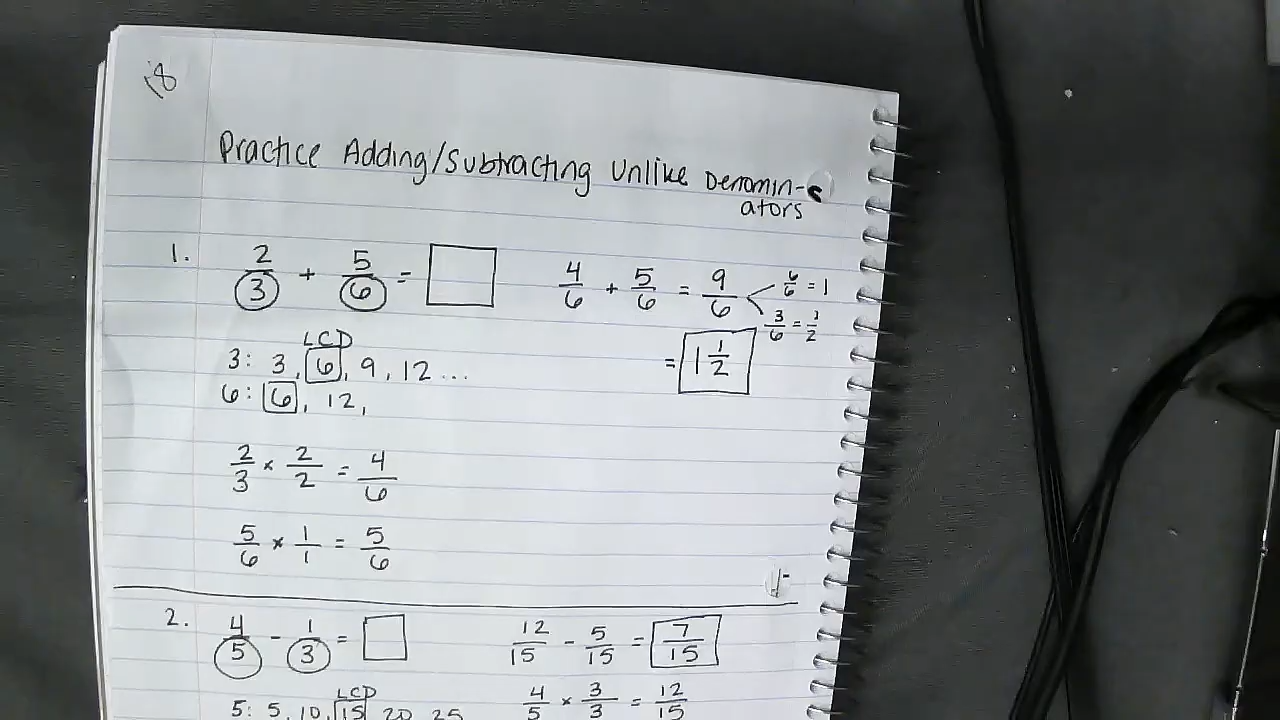 18
Practice Adding/Subtracting Unlike Denomin-
ators
1. 2/3 + 5/6 = □ 4/6 + 5/6 = 9/6 < 6/6 = 1
3/6 = 1/2
= 1 1/2
LCD
3: 3, 6, 9, 12 ...
6: 6, 12,
2/3 × 2/2 = 4/6
5/6 × 1/1 = 5/6
2. 4/5 - 1/3 = □ 12/15 - 5/15 = 7/15
LCD
5: 5, 10, 15, 20, 25 4/5 × 3/3 = 12/15